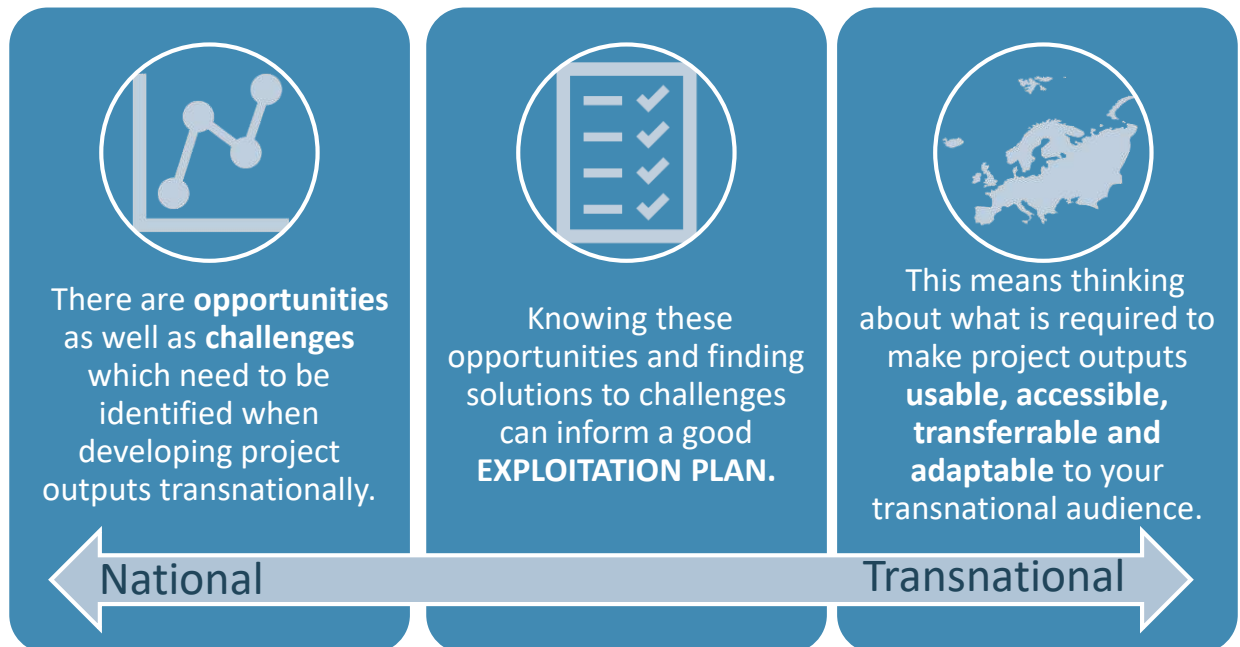 There are opportunities
as well as challenges
which need to be
identified when
developing project
outputs transnationally.
Knowing these
opportunities and finding
solutions to challenges
can inform a good
EXPLOITATION PLAN.
This means thinking
about what is required to
make project outputs
usable, accessible,
transferrable and
adaptable to your
transnational audience.
National
Transnational